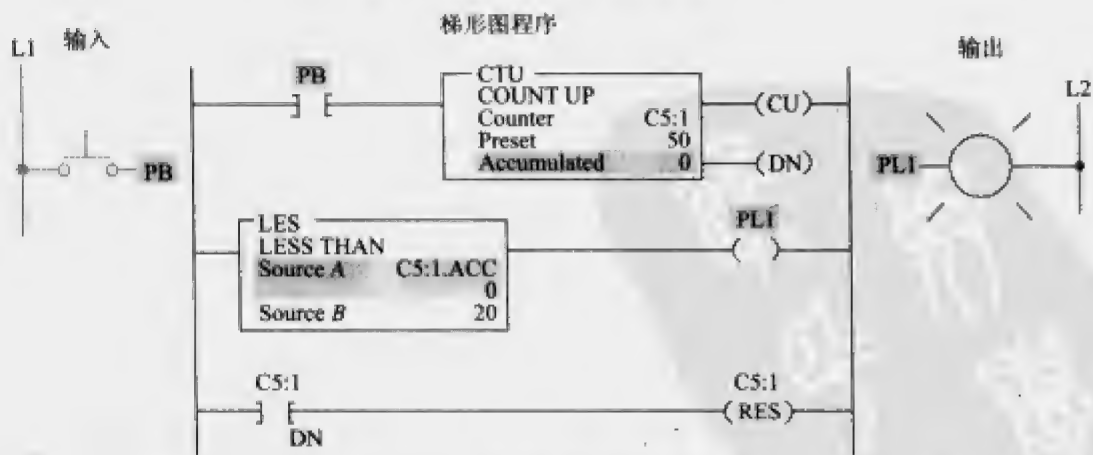 梯形图程序
L1 输入
输出
L2
PB
CTU
COUNT UP
Counter C5:1
Preset 50
Accumulated 0
(CU)
(DN)
PB
PL1
LES
LESS THAN
Source A C5:1.ACC
0
Source B 20
PL1
C5:1
DN
C5:1
(RES)